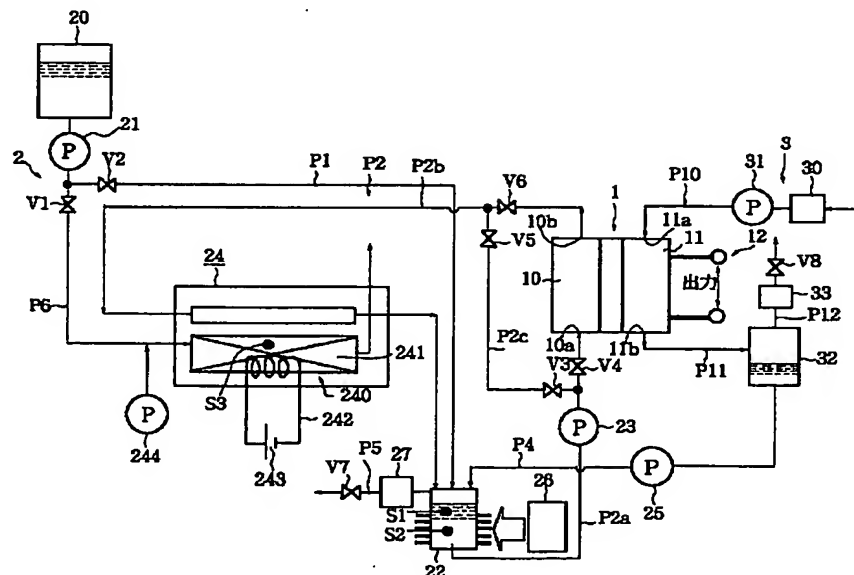 20
21
P
2
V2
V1
P1
P2
P2b
V6
1
P10
31
P
3
30
10b
11a
11
12
V8
V5
10
出力
33
P12
24
P6
10a
11b
P2c
V4
V3
P11
32
241
S3
240
242
P
244
243
P
23
P4
P
25
V7
P5
27
S1
S2
26
P2a
22